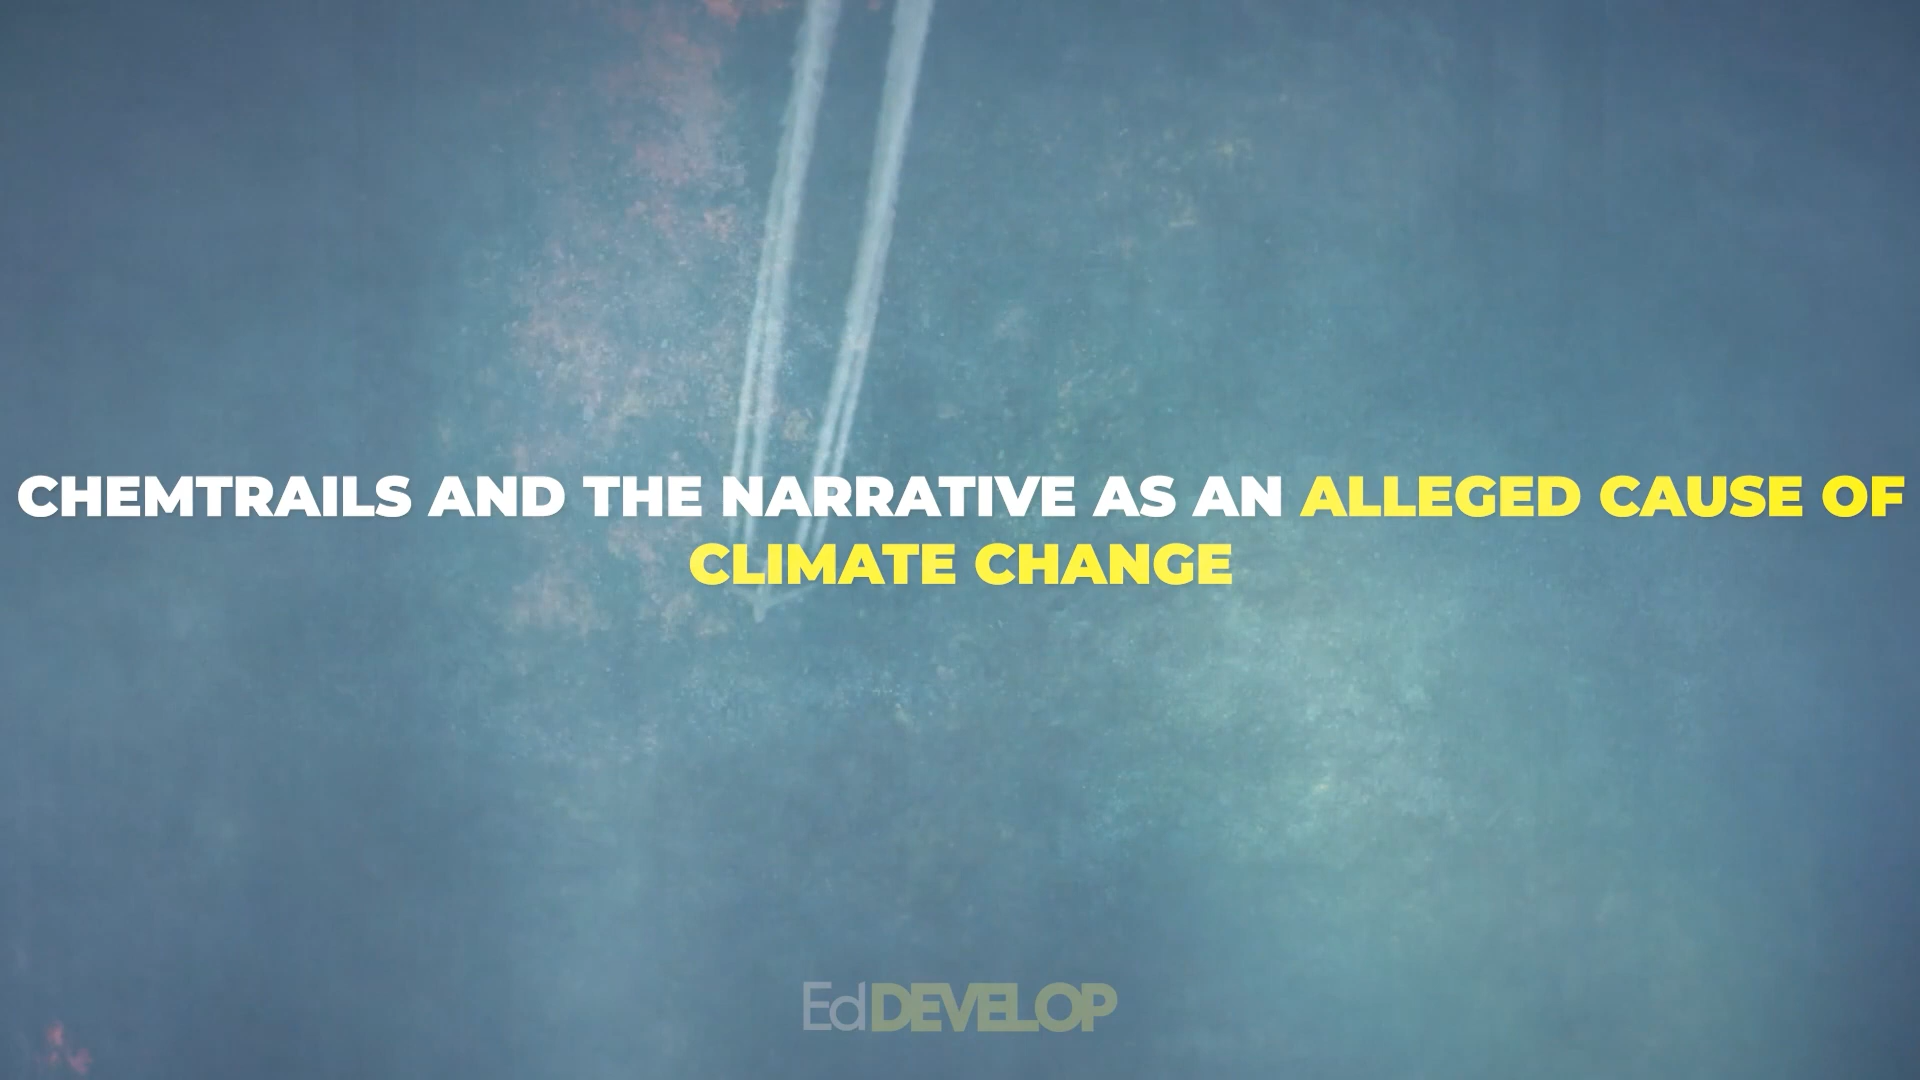 CHEMTRAILS AND THE NARRATIVE AS AN ALLEGED CAUSE OF
CLIMATE CHANGE
EdDEVELOP